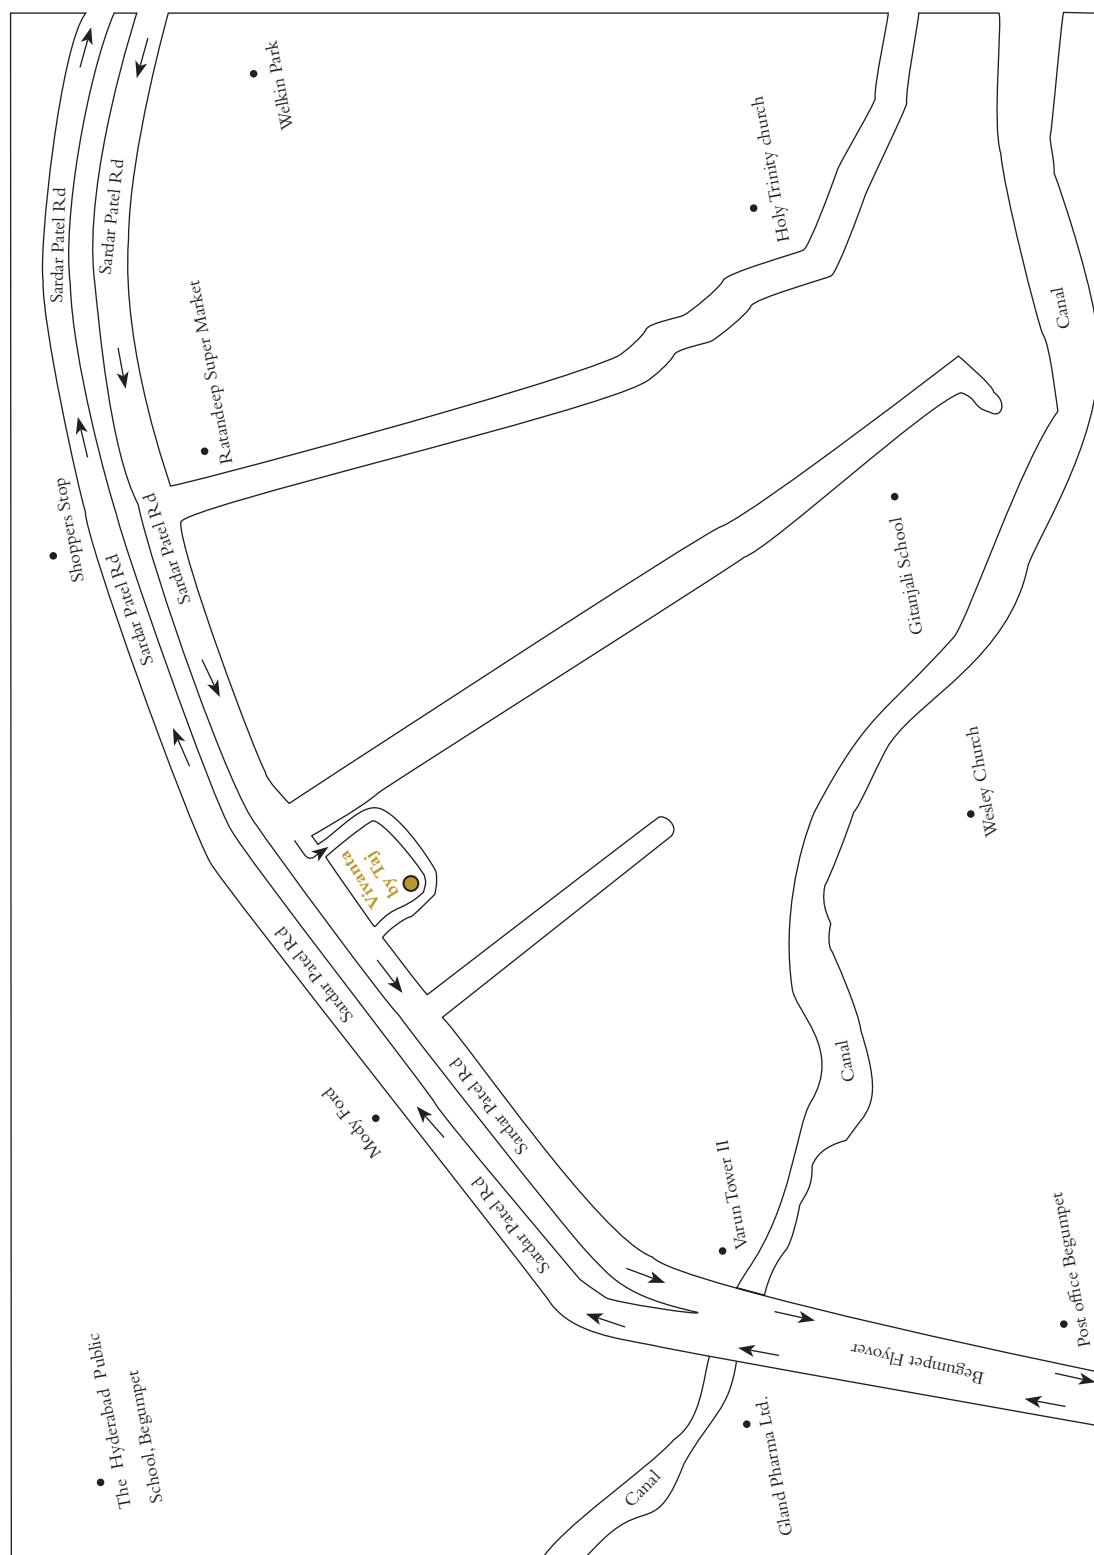 Sardar Patel Rd
Sardar Patel Rd
Welkin Park
Holy Trinity church
Ratandeep Super Market
Canal
Shoppers Stop
Sardar Patel Rd
Sardar Patel Rd
Gitanjali School
Wesley Church
Vivanta
by Taj
Sardar Patel Rd
Mody Ford
Sardar Patel Rd
Canal
Sardar Patel Rd
Varun Tower II
Post office Begumpet
Begumpet Flyover
The Hyderabad Public
School, Begumpet
Gland Pharma Ltd.
Canal